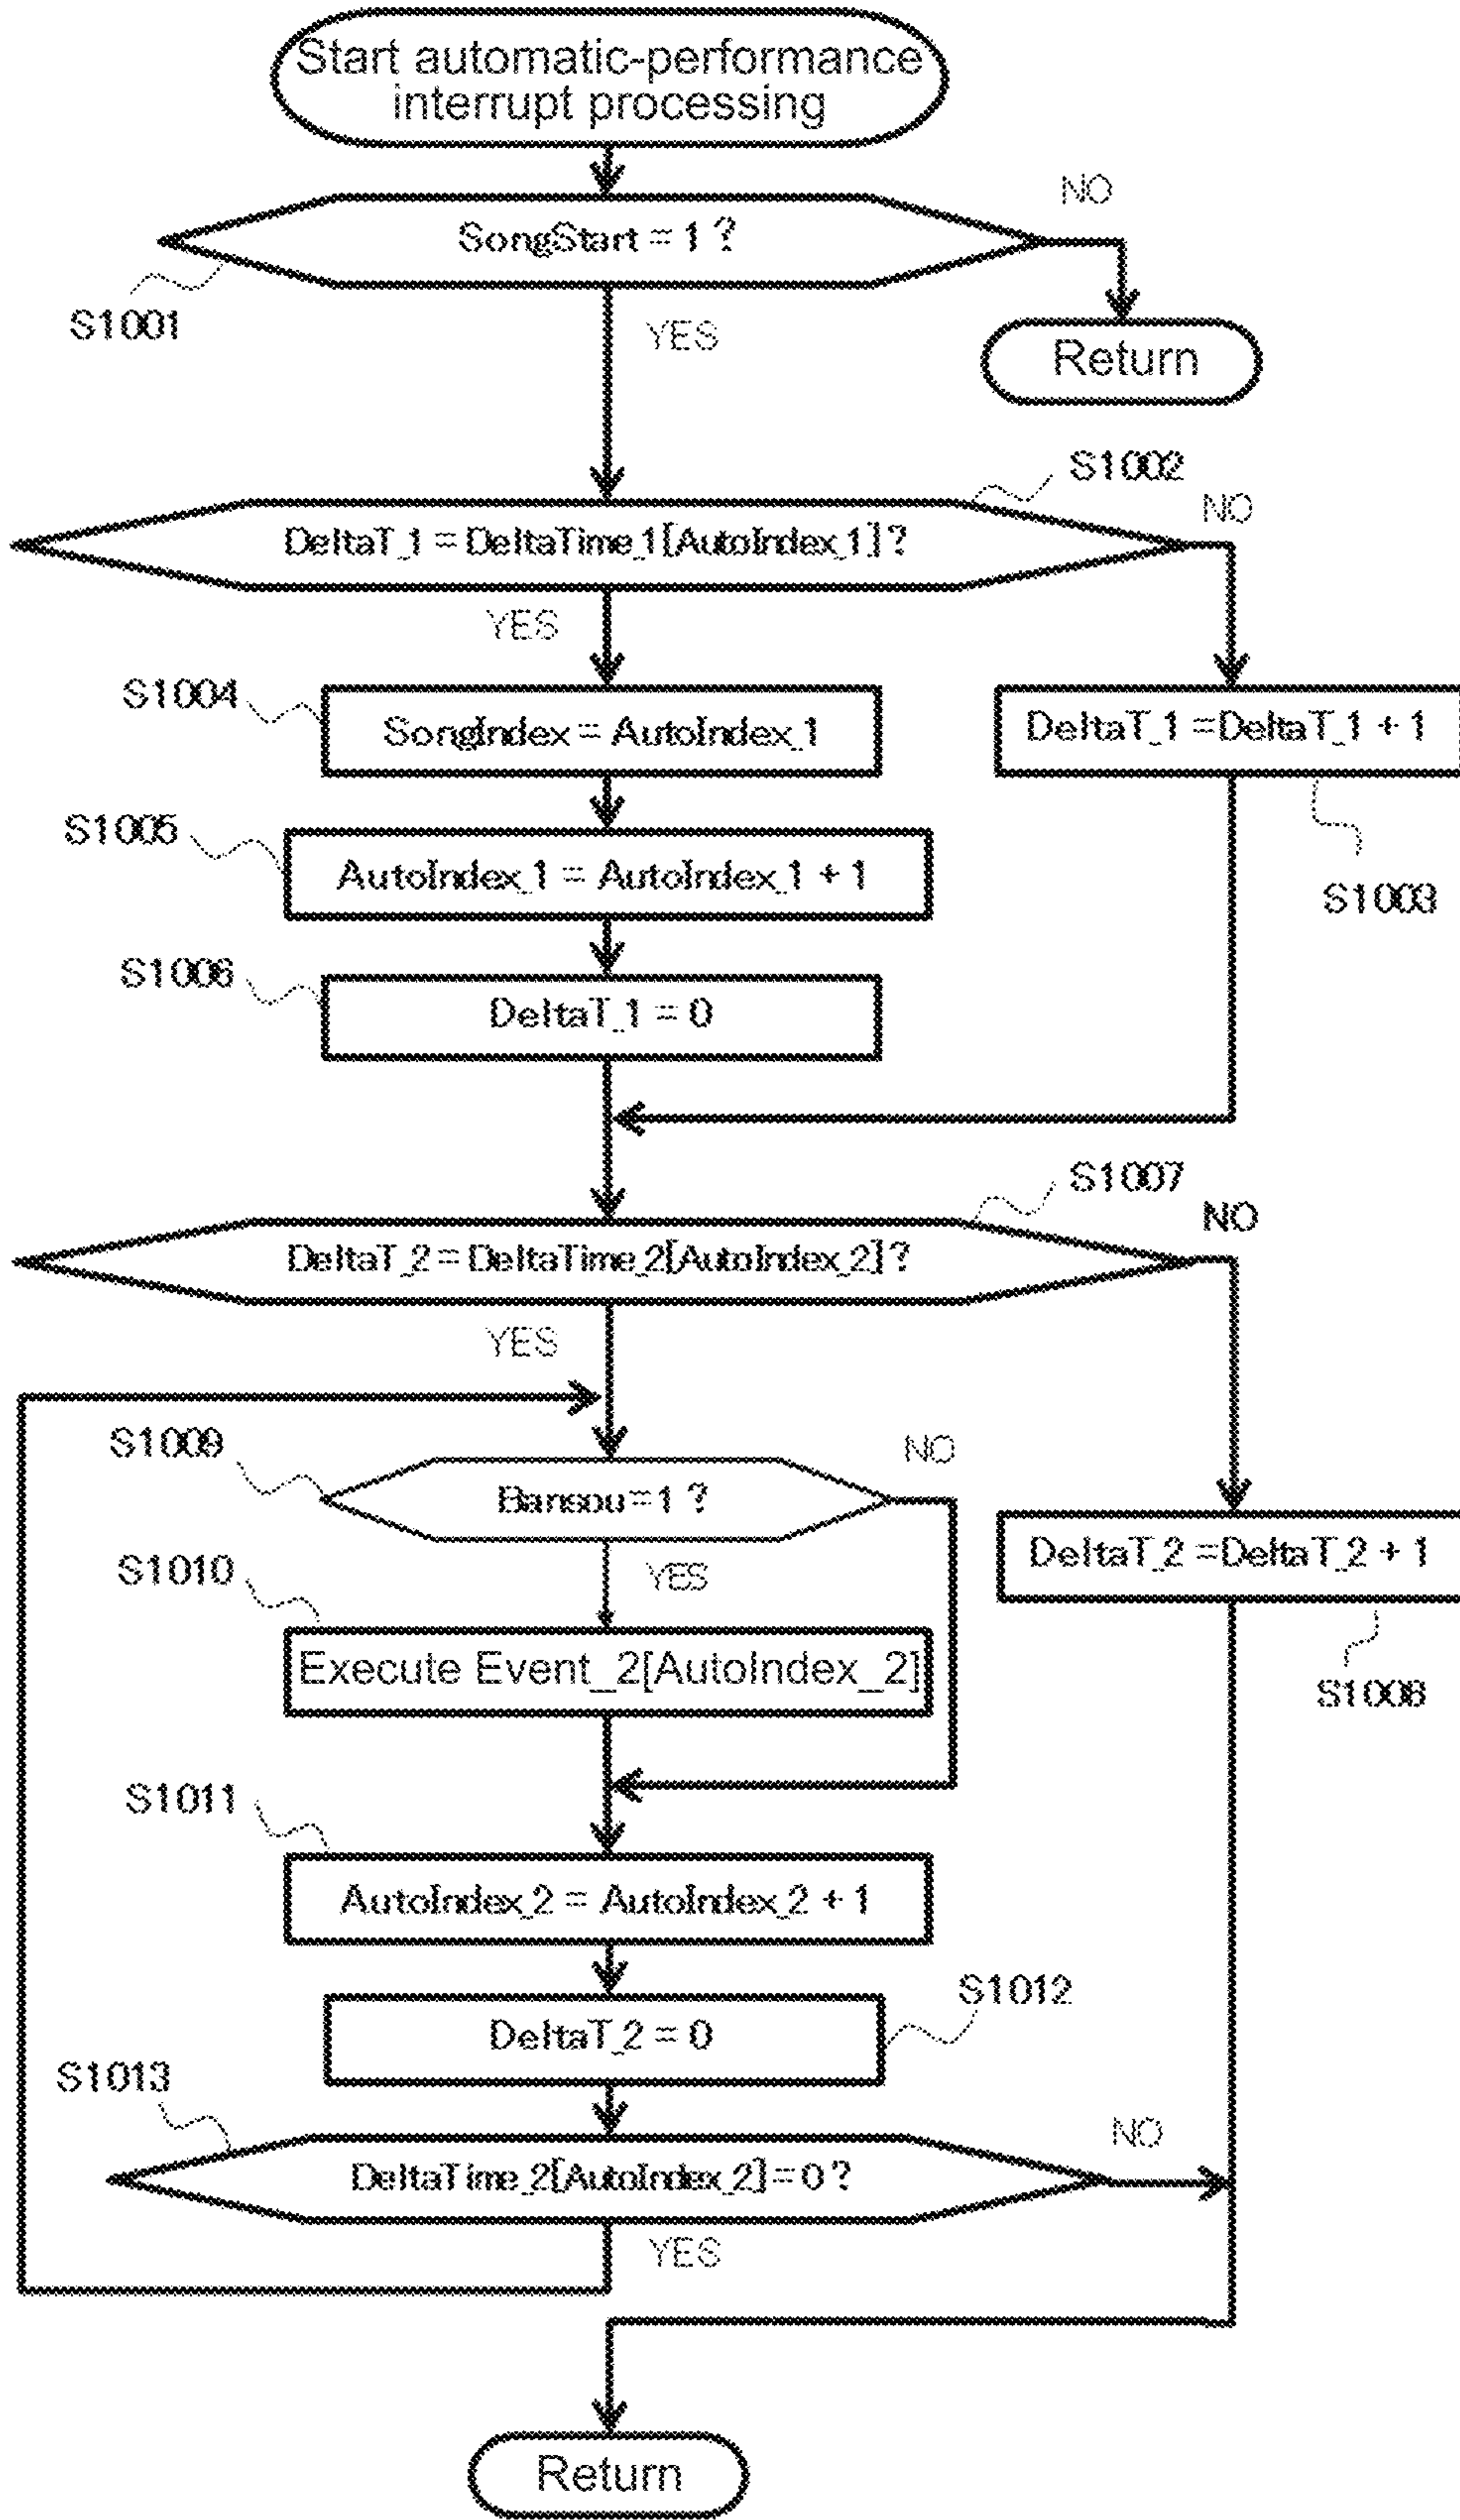 Start automatic-performance
interrupt processing
SongStart = 1 ?
NO
S1001
YES
Return
S1002
DeltaT_1 = DeltaTime_1[AutoIndex_1]?
NO
YES
S1004
SongIndex = AutoIndex_1
DeltaT_1 =DeltaT_1 + 1
S1005
AutoIndex_1 = AutoIndex_1 + 1
S1003
S1006
DeltaT_1 = 0
S1007
NO
DeltaT_2 = DeltaTime_2[AutoIndex_2]?
YES
S1009
NO
Bansou=1 ?
DeltaT_2 =DeltaT_2 + 1
S1010
YES
Execute Event_2[AutoIndex_2]
S1008
S1011
AutoIndex_2 = AutoIndex_2 + 1
S1012
DeltaT_2 = 0
S1013
NO
DeltaTime_2[AutoIndex_2]=0?
YES
Return